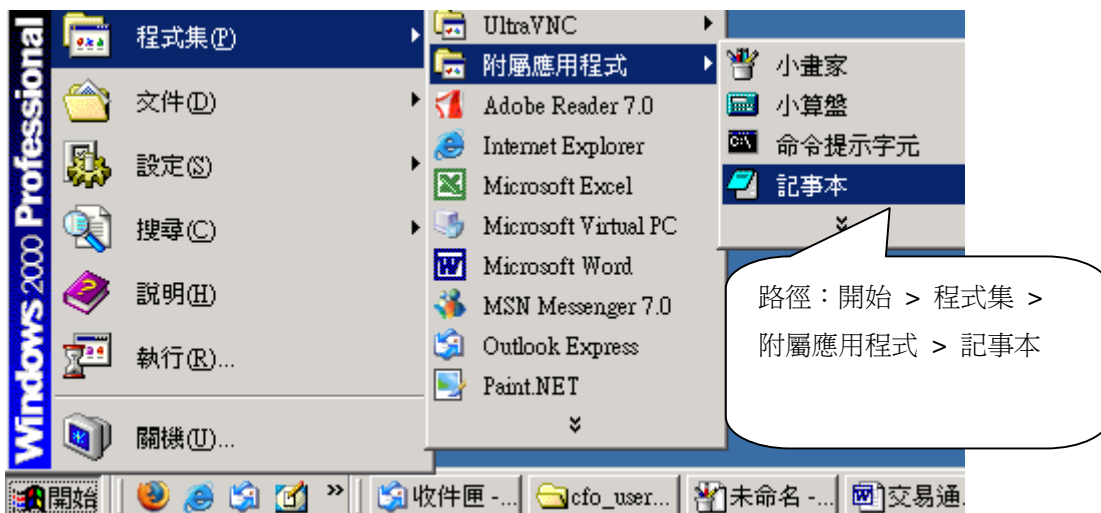 Windows 2000 Professional
程式集(P)
文件(D)
設定(S)
搜尋(C)
說明(H)
執行(R)...
關機(U)...
UltraVNC
附屬應用程式
Adobe Reader 7.0
Internet Explorer
Microsoft Excel
Microsoft Virtual PC
Microsoft Word
MSN Messenger 7.0
Outlook Express
Paint.NET
小畫家
小算盤
命令提示字元
記事本
路徑：開始 > 程式集 >
附屬應用程式 > 記事本
開始
收件匣 -...
cfo_user...
未命名 -...
交易通.